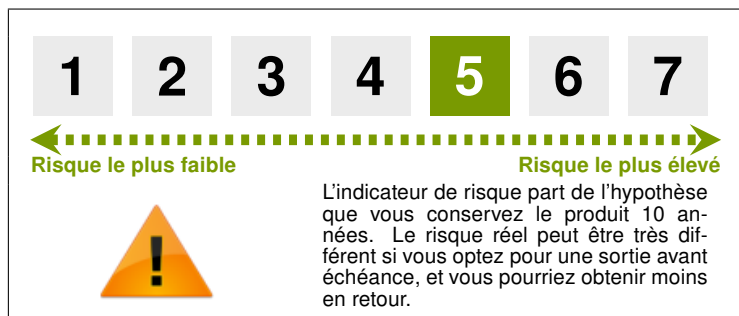 1 2 3 4 5 6 7
Risque le plus faible Risque le plus élevé
L'indicateur de risque part de l'hypothèse
que vous conservez le produit 10 an-
nées. Le risque réel peut être très dif-
férent si vous optez pour une sortie avant
échéance, et vous pourriez obtenir moins
en retour.
!